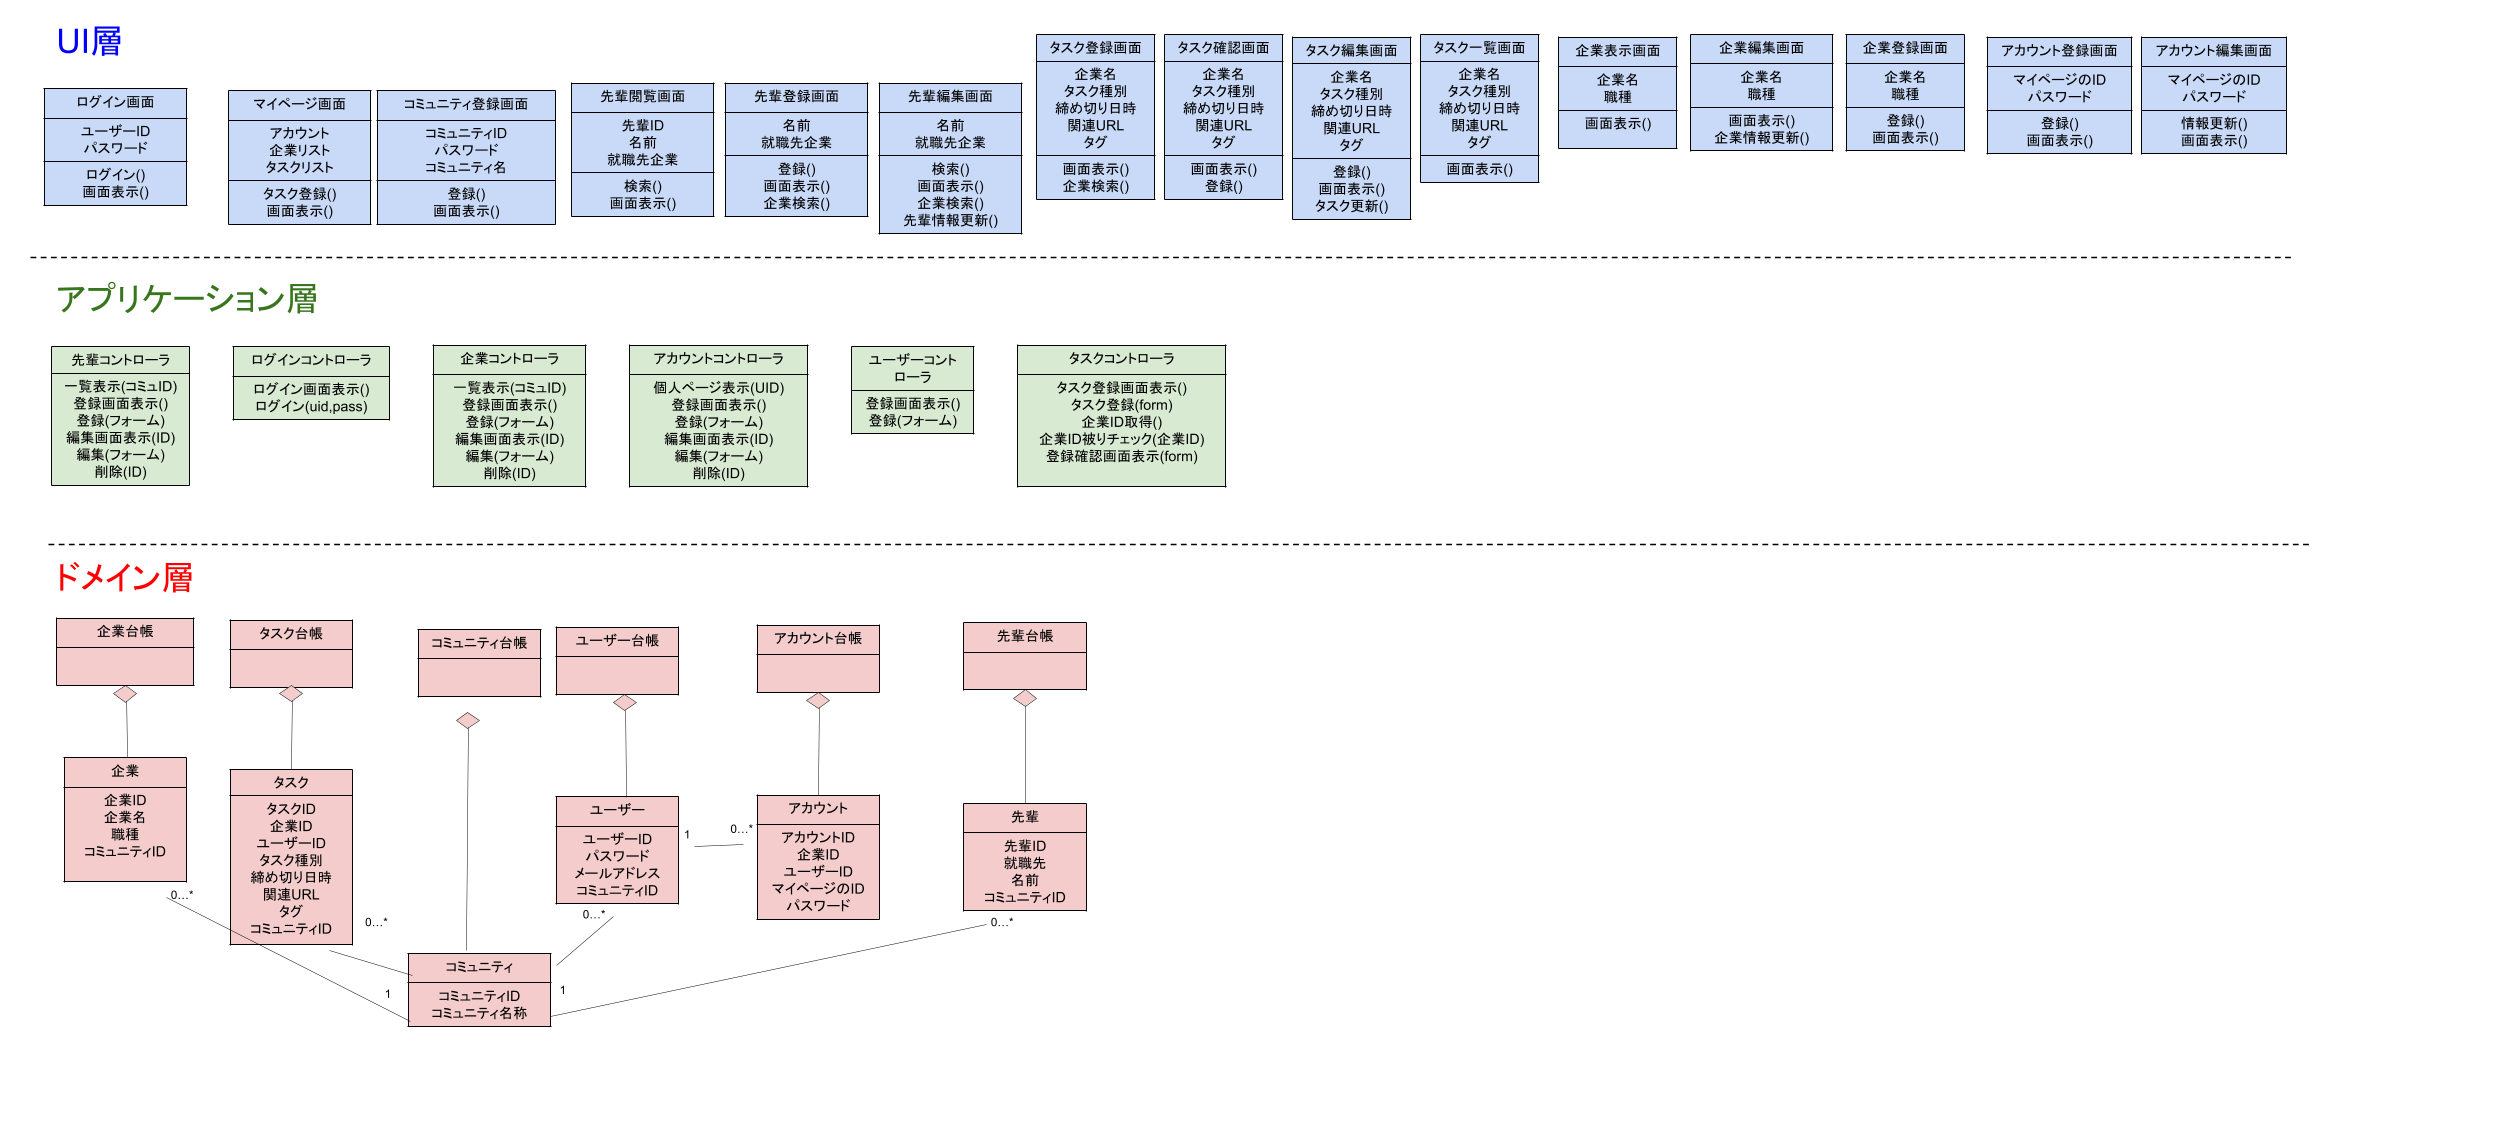 UI層
ログイン画面
ユーザーID
パスワード
ログイン()
画面表示()
マイページ画面
アカウント
企業リスト
タスクリスト
タスク登録()
画面表示()
コミュニティ登録画面
コミュニティID
パスワード
コミュニティ名
登録()
画面表示()
先輩閲覧画面
先輩ID
名前
就職先企業
検索()
画面表示()
先輩登録画面
名前
就職先企業
登録()
画面表示()
企業検索()
先輩編集画面
名前
就職先企業
検索()
画面表示()
企業検索()
先輩情報更新()
タスク登録画面
企業名
タスク種別
締め切り日時
関連URL
タグ
画面表示()
企業検索()
タスク確認画面
企業名
タスク種別
締め切り日時
関連URL
タグ
画面表示()
登録()
タスク編集画面
企業名
タスク種別
締め切り日時
関連URL
タグ
登録()
画面表示()
タスク更新()
タスク一覧画面
企業名
タスク種別
締め切り日時
関連URL
タグ
画面表示()
企業表示画面
企業名
職種
画面表示()
企業編集画面
企業名
職種
画面表示()
企業情報更新()
企業登録画面
企業名
職種
登録()
画面表示()
アカウント登録画面
マイページのID
パスワード
登録()
画面表示()
アカウント編集画面
マイページのID
パスワード
情報更新()
画面表示()
アプリケーション層
先輩コントローラ
一覧表示(コミュID)
登録画面表示()
登録(フォーム)
編集画面表示(ID)
編集(フォーム)
削除(ID)
ログインコントローラ
ログイン画面表示()
ログイン(uid,pass)
企業コントローラ
一覧表示(コミュID)
登録画面表示()
登録(フォーム)
編集画面表示(ID)
編集(フォーム)
削除(ID)
アカウントコントローラ
個人ページ表示(UID)
登録画面表示()
登録(フォーム)
編集画面表示(ID)
編集(フォーム)
削除(ID)
ユーザーコント
ローラ
登録画面表示()
登録(フォーム)
タスクコントローラ
タスク登録画面表示()
タスク登録(form)
企業ID取得()
企業ID被りチェック(企業ID)
登録確認画面表示(form)
ドメイン層
企業台帳
タスク台帳
コミュニティ台帳
ユーザー台帳
アカウント台帳
先輩台帳
企業
企業ID
企業名
職種
コミュニティID
0...*
タスク
タスクID
企業ID
ユーザーID
タスク種別
締め切り日時
関連URL
タグ
コミュニティID
0...*
ユーザー
ユーザーID
パスワード
メールアドレス
コミュニティID
0...*
1
0...*
アカウント
アカウントID
企業ID
ユーザーID
マイページのID
パスワード
先輩
先輩ID
就職先
名前
コミュニティID
0...*
1
コミュニティ
コミュニティID
コミュニティ名称
1